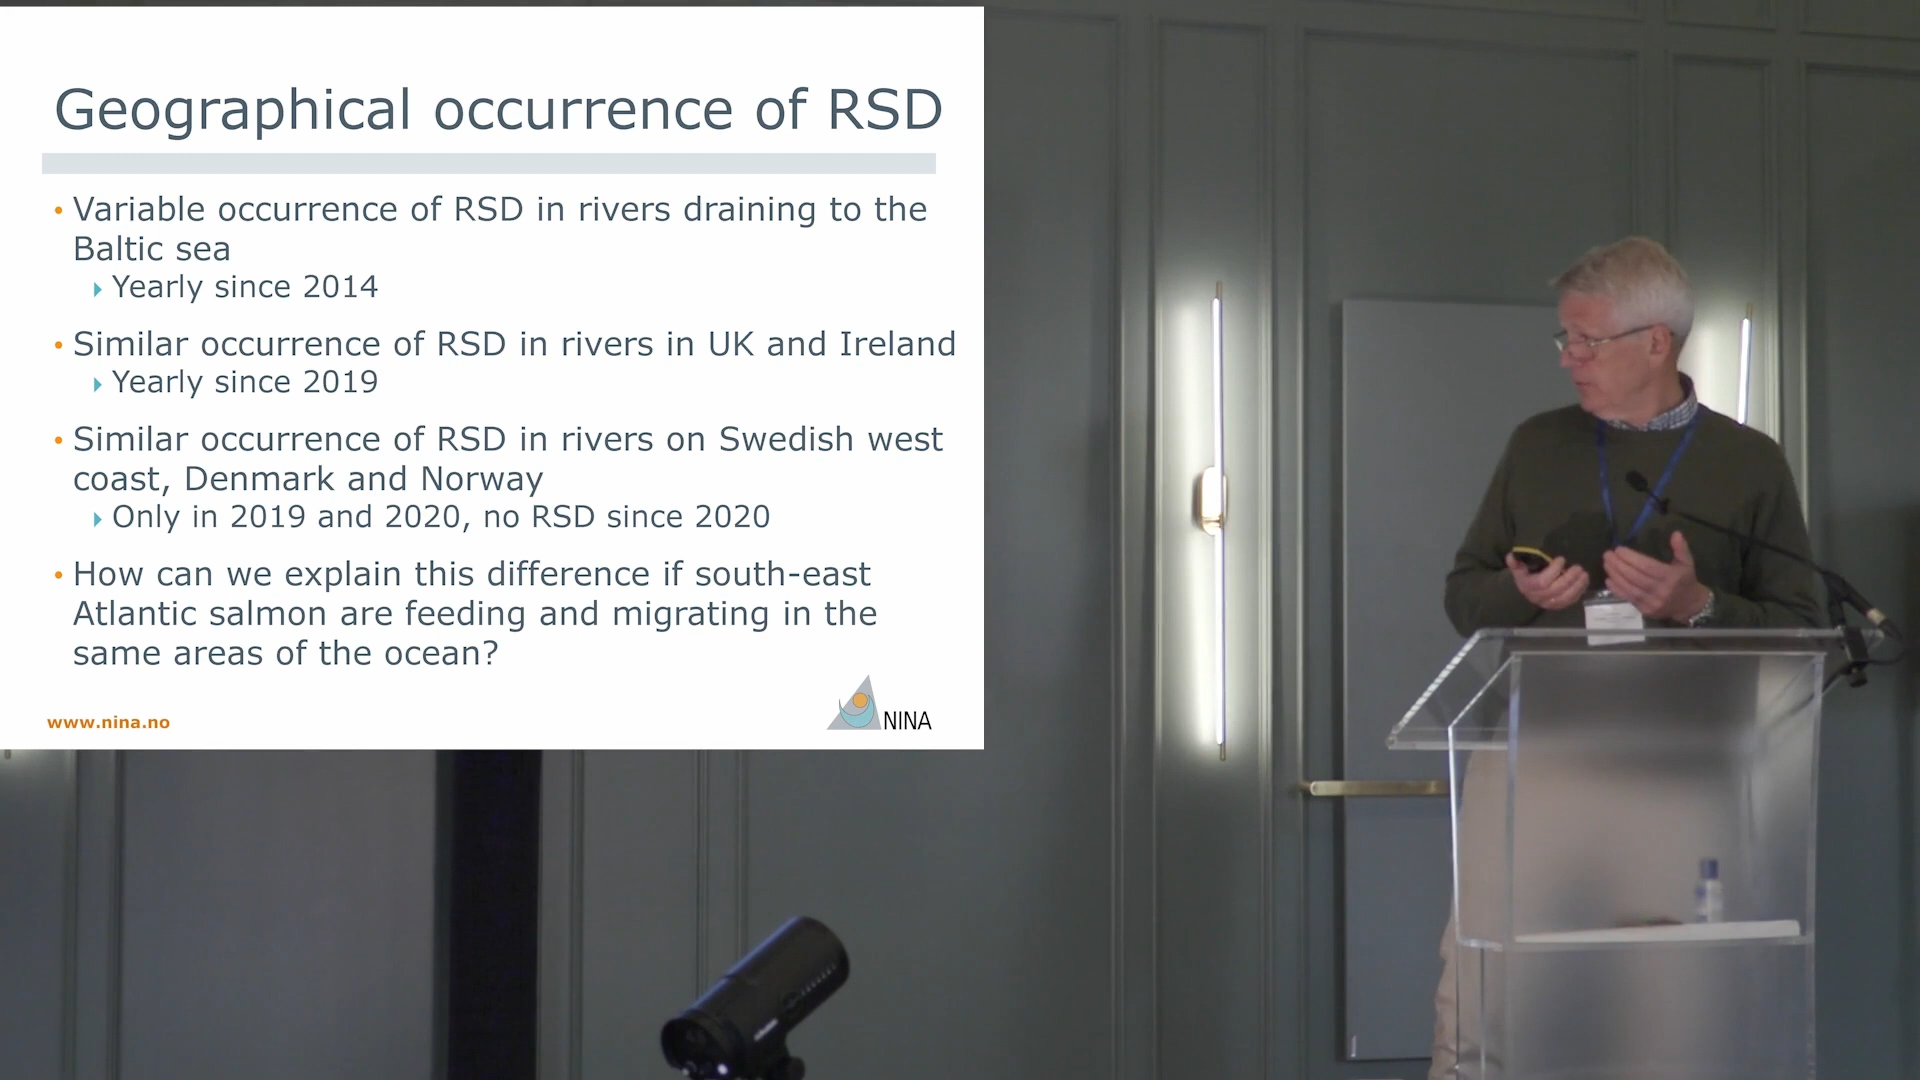 Geographical occurrence of RSD
• Variable occurrence of RSD in rivers draining to the
Baltic sea
Yearly since 2014
• Similar occurrence of RSD in rivers in UK and Ireland
Yearly since 2019
• Similar occurrence of RSD in rivers on Swedish west
coast, Denmark and Norway
Only in 2019 and 2020, no RSD since 2020
• How can we explain this difference if south-east
Atlantic salmon are feeding and migrating in the
same areas of the ocean?
www.nina.no
NINA